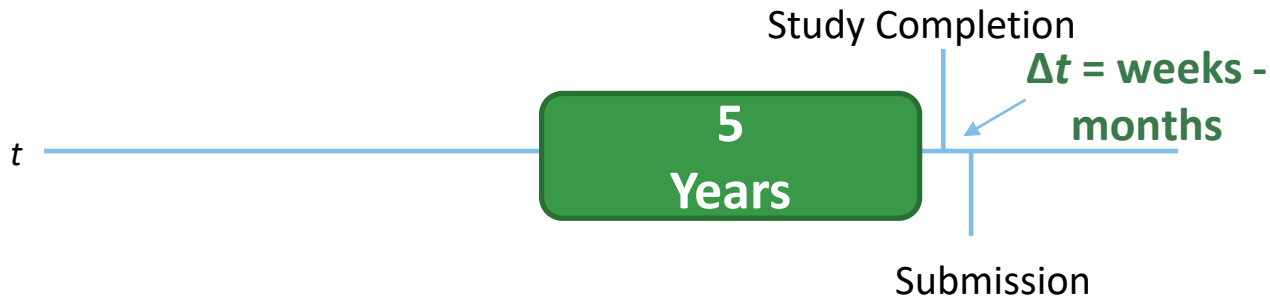 Study Completion
Δt = weeks -
months
5
Years
t
Submission